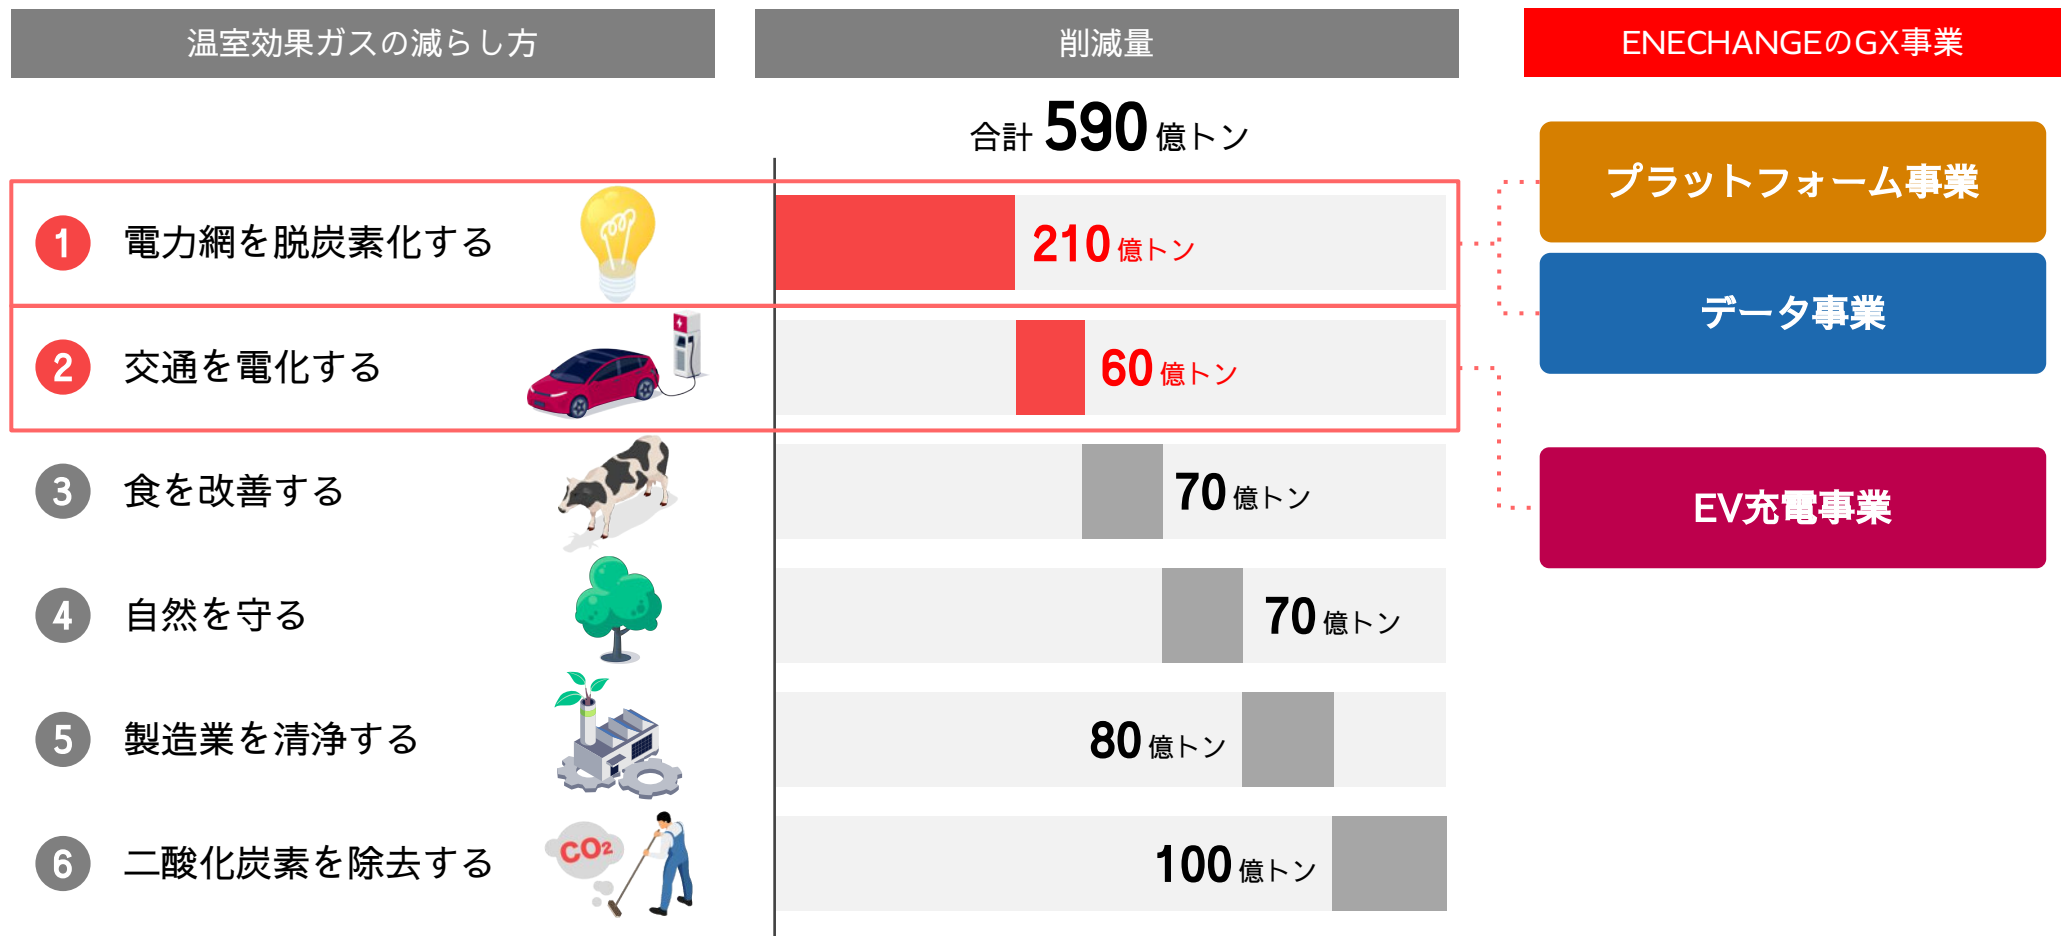 温室効果ガスの減らし方
削減量
ENECHANGEのGX事業
合計 590 億トン
1 電力網を脱炭素化する
210 億トン
2 交通を電化する
60 億トン
3 食を改善する
70 億トン
4 自然を守る
70 億トン
5 製造業を清浄する
80 億トン
6 二酸化炭素を除去する
CO2
100 億トン
プラットフォーム事業
データ事業
EV充電事業